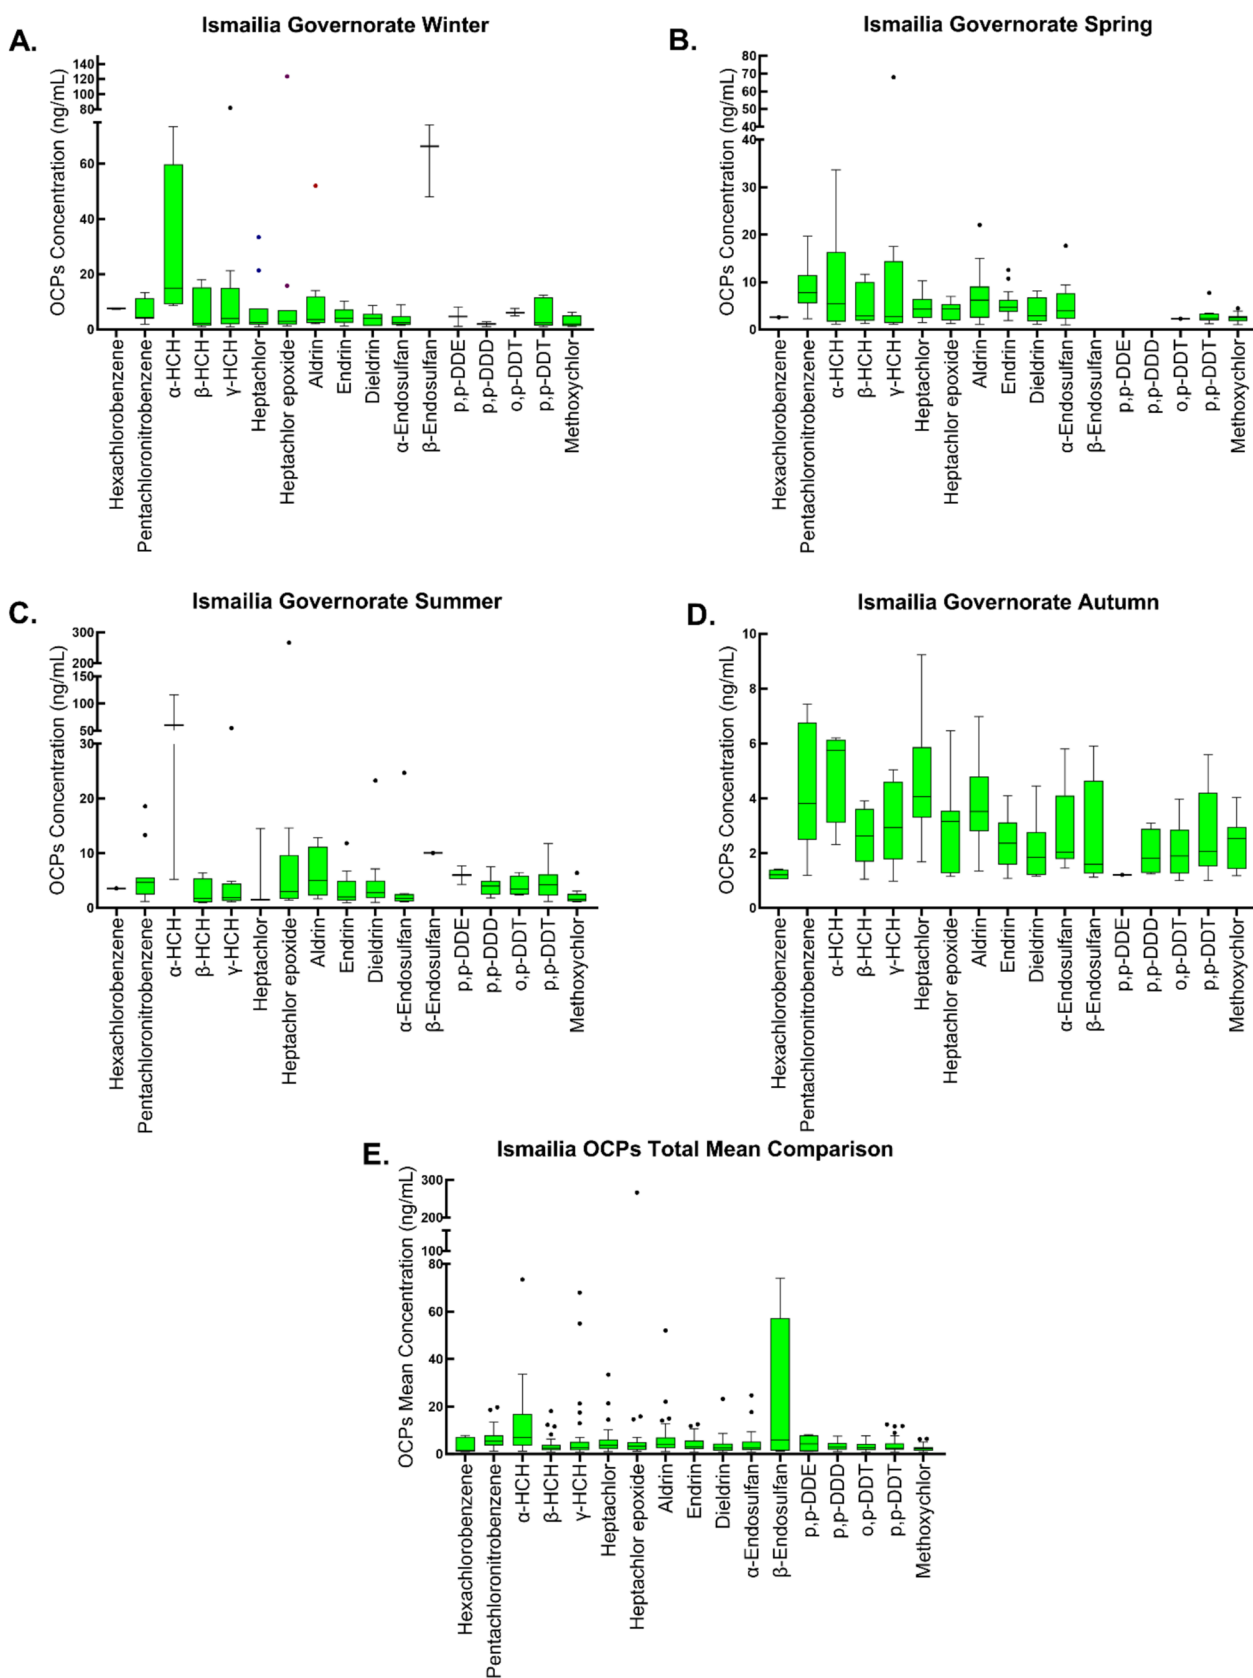 A.
Ismailia Governorate Winter
OCPs Concentration (ng/mL)
140
120
100
80
60
40
20
0
Hexachlorobenzene
Pentachloronitrobenzene
α-HCH
β-HCH
γ-HCH
Heptachlor
Heptachlor epoxide
Aldrin
Endrin
Dieldrin
α-Endosulfan
β-Endosulfan
p,p-DDE
p,p-DDD
o,p-DDT
p,p-DDT
Methoxychlor
B.
Ismailia Governorate Spring
OCPs Concentration (ng/mL)
80
70
60
50
40
40
30
20
10
0
Hexachlorobenzene
Pentachloronitrobenzene
α-HCH
β-HCH
γ-HCH
Heptachlor
Heptachlor epoxide
Aldrin
Endrin
Dieldrin
α-Endosulfan
β-Endosulfan
p,p-DDE
p,p-DDD
o,p-DDT
p,p-DDT
Methoxychlor
C.
Ismailia Governorate Summer
OCPs Concentration (ng/mL)
300
200
150
100
50
30
20
10
0
Hexachlorobenzene
Pentachloronitrobenzene
α-HCH
β-HCH
γ-HCH
Heptachlor
Heptachlor epoxide
Aldrin
Endrin
Dieldrin
α-Endosulfan
β-Endosulfan
p,p-DDE
p,p-DDD
o,p-DDT
p,p-DDT
Methoxychlor
D.
Ismailia Governorate Autumn
OCPs Concentration (ng/mL)
10
8
6
4
2
0
Hexachlorobenzene
Pentachloronitrobenzene
α-HCH
β-HCH
γ-HCH
Heptachlor
Heptachlor epoxide
Aldrin
Endrin
Dieldrin
α-Endosulfan
β-Endosulfan
p,p-DDE
p,p-DDD
o,p-DDT
p,p-DDT
Methoxychlor
E.
Ismailia OCPs Total Mean Comparison
OCPs Mean Concentration (ng/mL)
300
200
100
80
60
40
20
0
Hexachlorobenzene
Pentachloronitrobenzene
α-HCH
β-HCH
γ-HCH
Heptachlor
Heptachlor epoxide
Aldrin
Endrin
Dieldrin
α-Endosulfan
β-Endosulfan
p,p-DDE
p,p-DDD
o,p-DDT
p,p-DDT
Methoxychlor